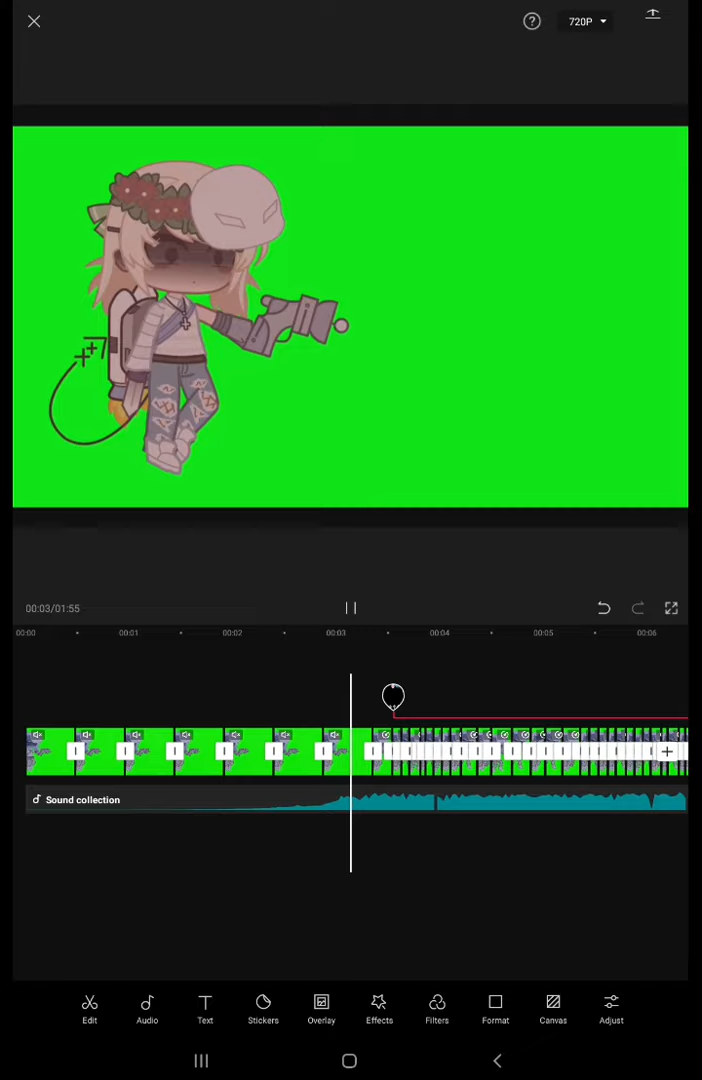 720P
00:03/01:55
00:00 00:01 00:02 00:03 00:04 00:05 00:06
Sound collection
Edit Audio Text Stickers Overlay Effects Filters Format Canvas Adjust